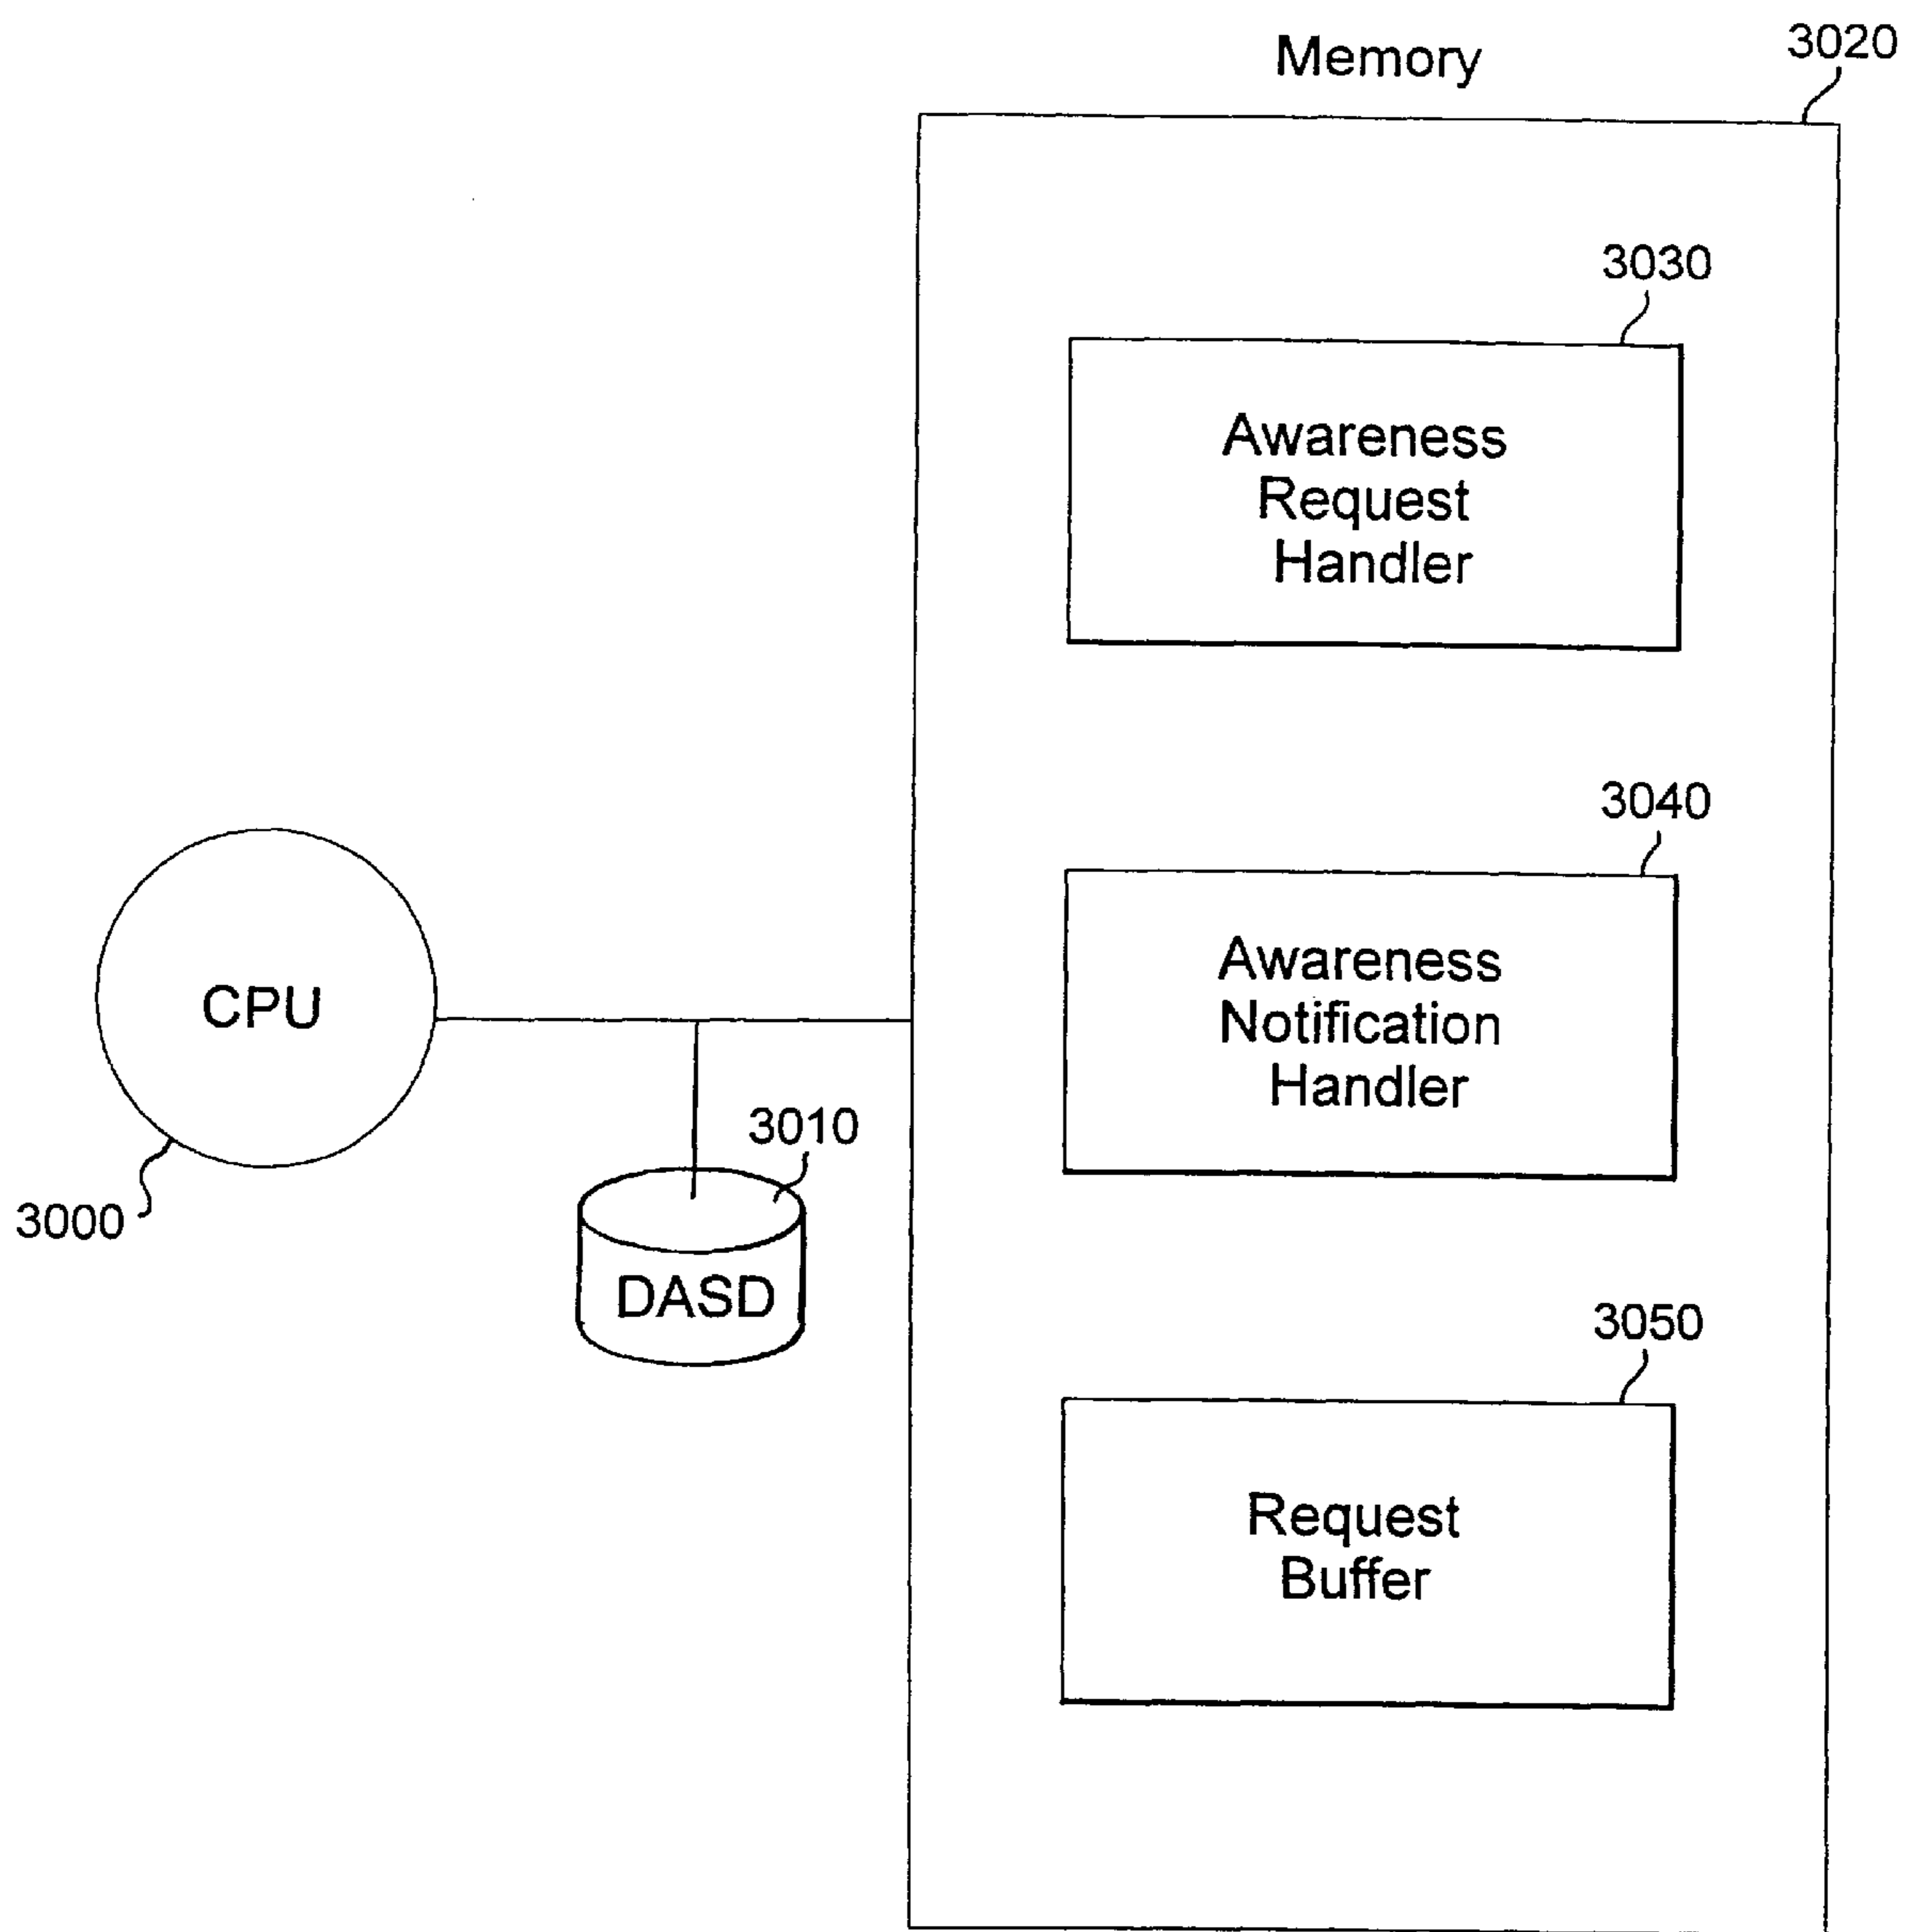 Memory
3020
3030
Awareness
Request
Handler
3040
Awareness
Notification
Handler
CPU
3000
3010
DASD
3050
Request
Buffer